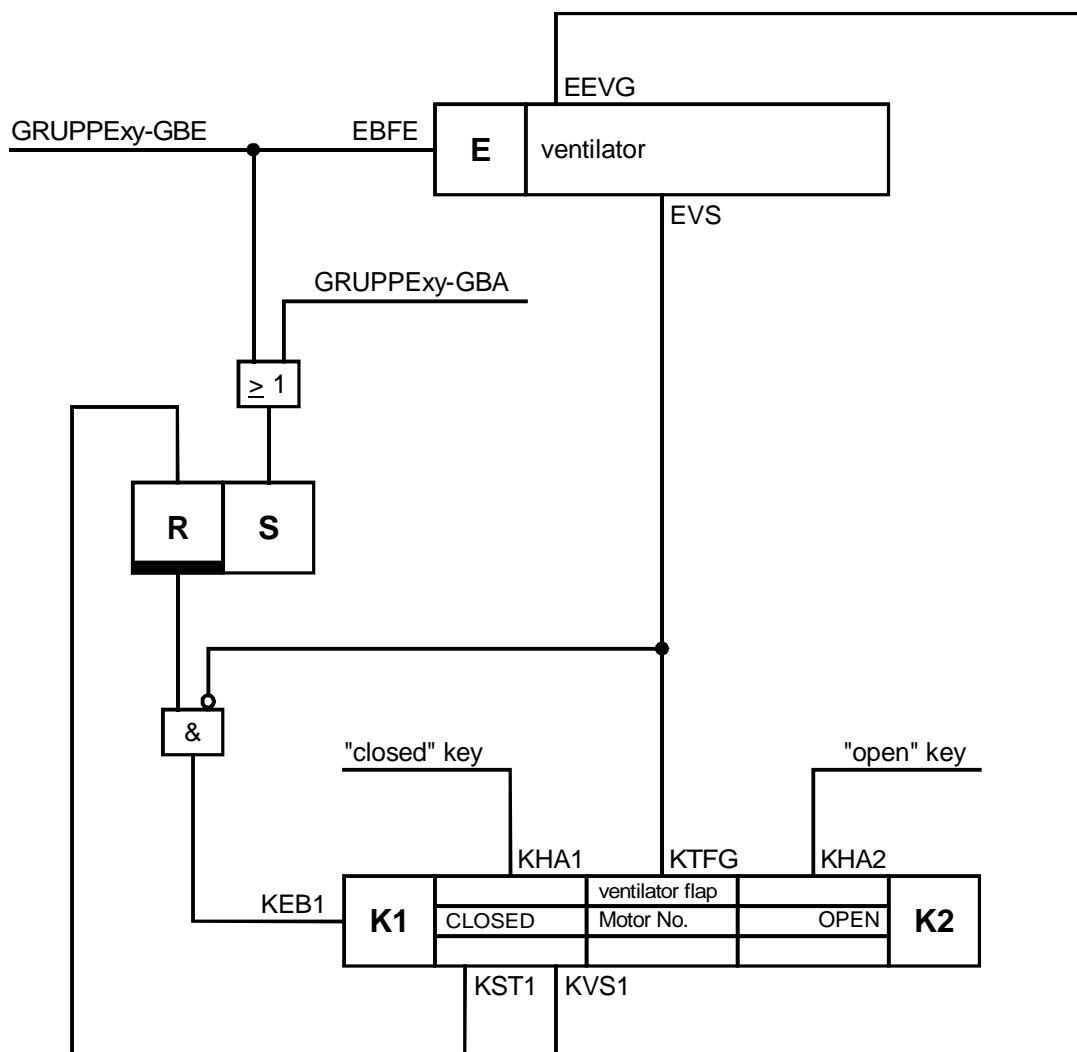 EEVG
GRUPPExy-GBE
EBFE
E
ventilator
EVS
GRUPPExy-GBA
≥ 1
R
S
&
"closed" key
"open" key
KHA1
KTFG
KHA2
ventilator flap
KEB1
K1
CLOSED
Motor No.
OPEN
K2
KST1
KVS1